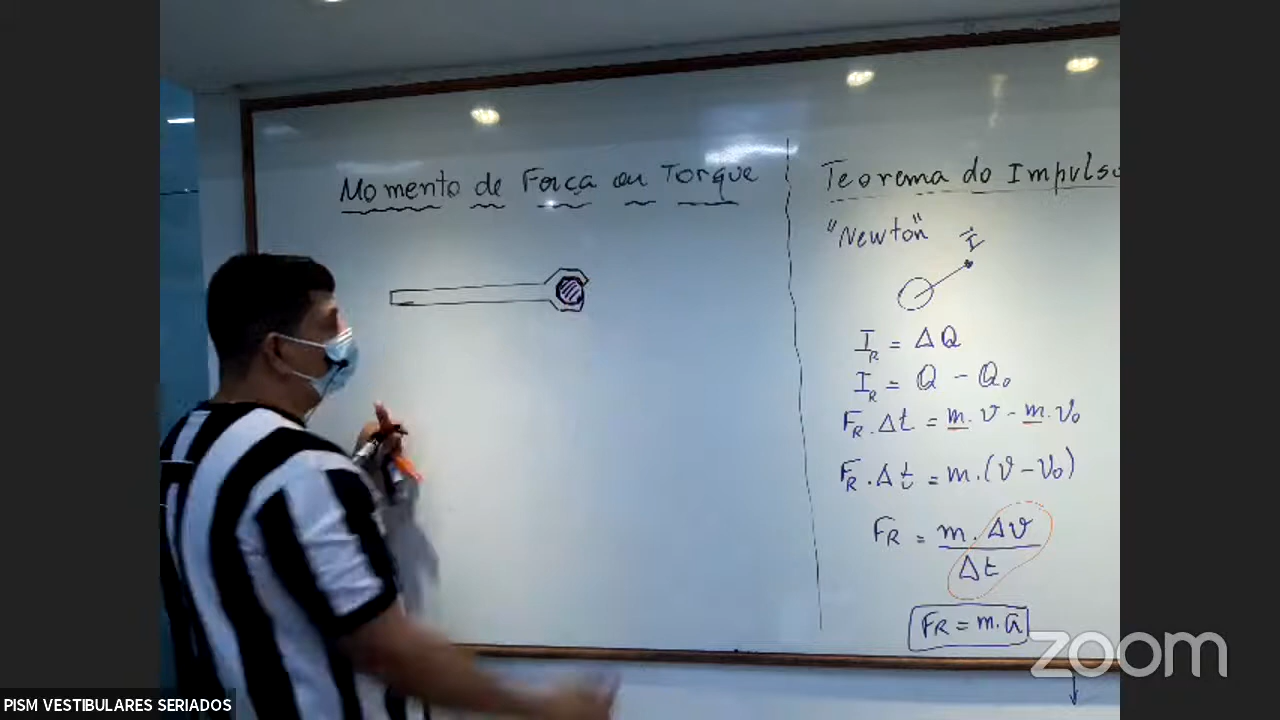 Momento de Força ou Torque
Teorema do Impulso
"Newton"
I
I_R = ΔQ
I_R = Q - Q₀
F_R . Δt = m . v - m . v₀
F_R . Δt = m . (v - v₀)
F_R = m . Δv
Δt
F_R = m . a
zoom
PISM VESTIBULARES SERIADOS